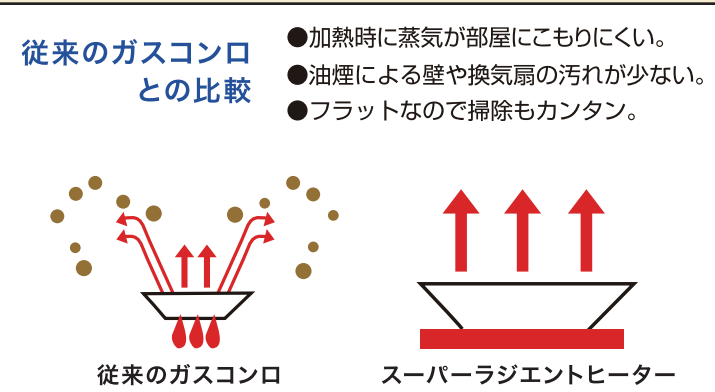 従来のガスコンロ
との比較
●加熱時に蒸気が部屋にこもりにくい。
●油煙による壁や換気扇の汚れが少ない。
●フラットなので掃除もカンタン。
従来のガスコンロ
スーパーラジエントヒーター